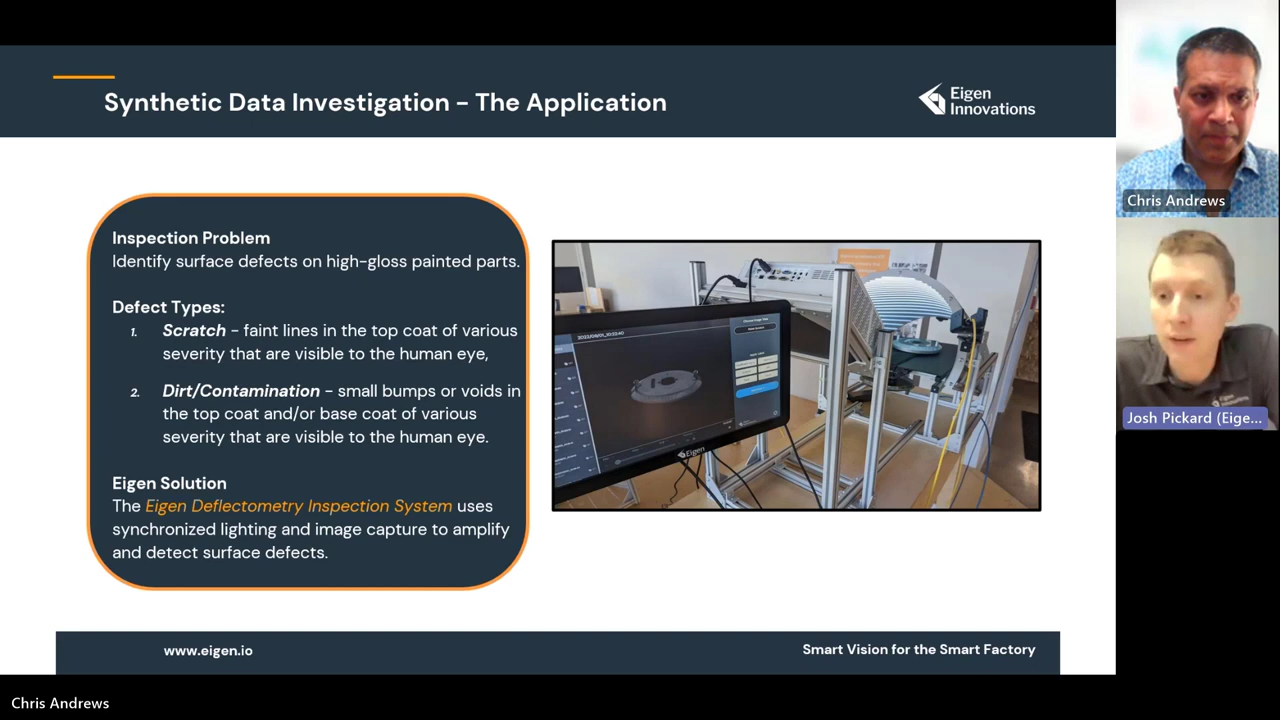 Synthetic Data Investigation - The Application
Eigen
Innovations
Inspection Problem
Identify surface defects on high-gloss painted parts.
Defect Types:
1. Scratch - faint lines in the top coat of various
severity that are visible to the human eye,
2. Dirt/Contamination - small bumps or voids in
the top coat and/or base coat of various
severity that are visible to the human eye.
Eigen Solution
The Eigen Deflectometry Inspection System uses
synchronized lighting and image capture to amplify
and detect surface defects.
Eigen
www.eigen.io
Smart Vision for the Smart Factory
Chris Andrews
Eigen
Innovations
Josh Pickard (Eige...
Chris Andrews